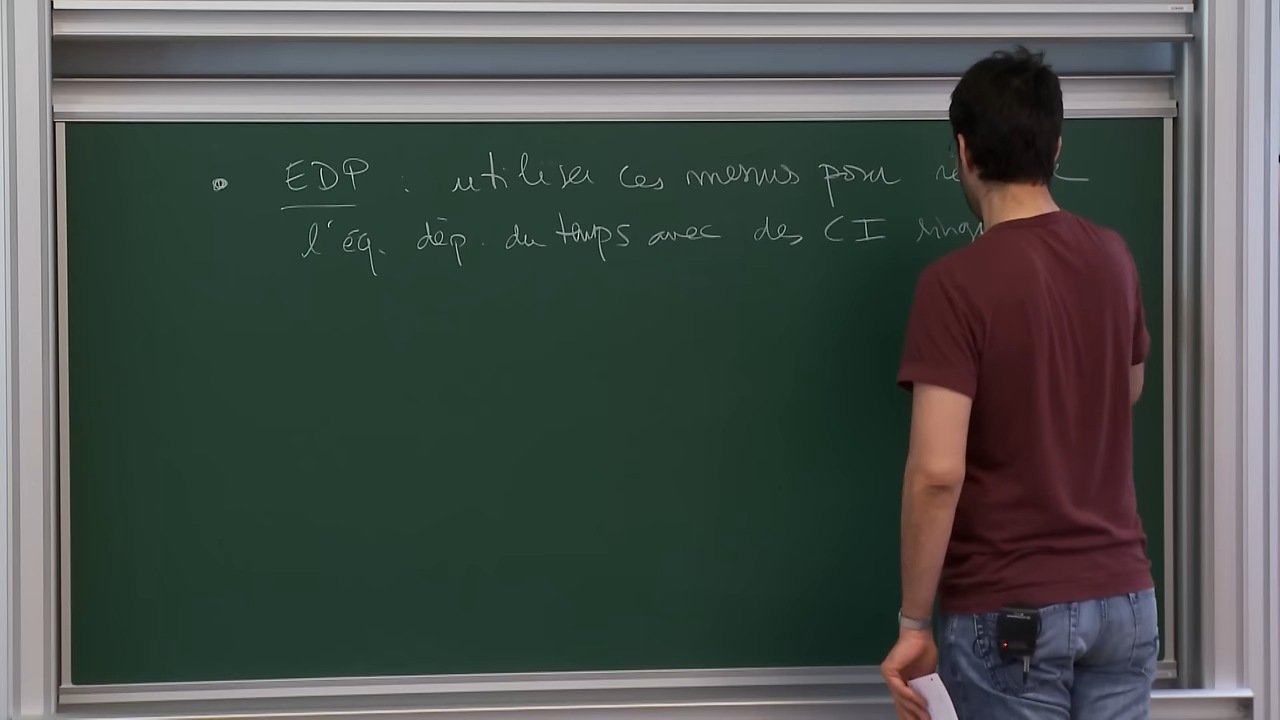 • EDP : utiliser ces mesures pour
l'éq. dép. du temps avec des CI